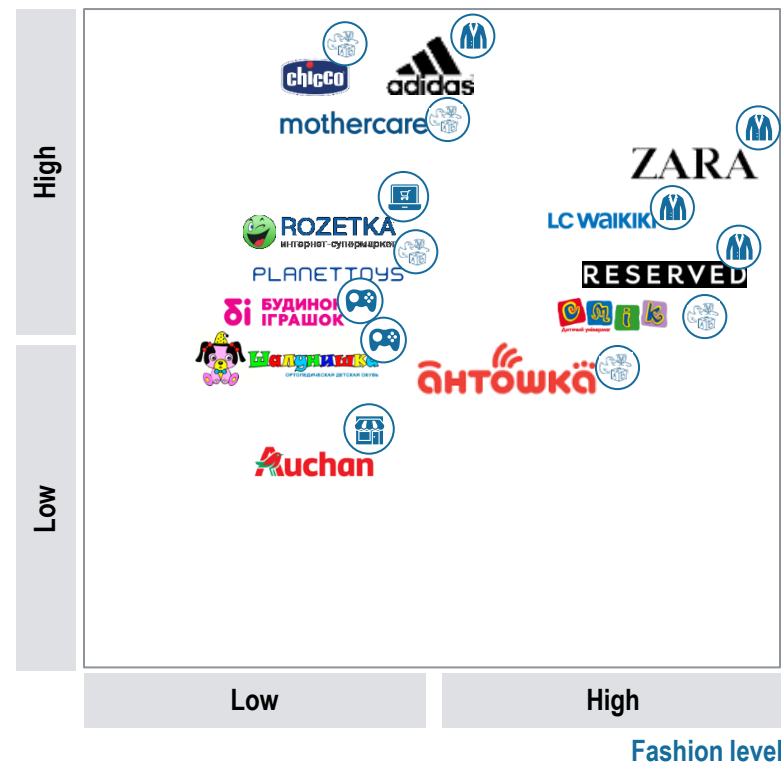 chicco
adidas
mothercare
ZARA
High
LC WAIKIKI
ROZETKA
интернет-супермаркет
PLANETTOYS
RESERVED
бі БУДИНОК
ІГРАШОК
смік
Дитячий універмаг
Шалунишка
ОРТОПЕДИЧЕСКАЯ ДЕТСКАЯ ОБУВЬ
антошка
Auchan
Low
Low
High
Fashion level